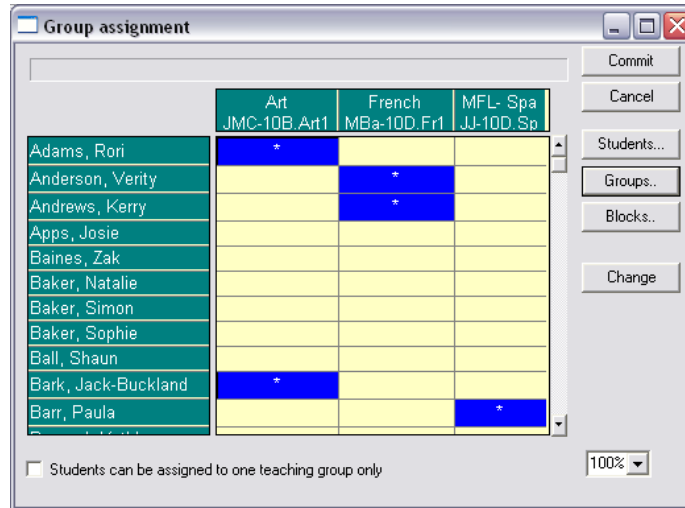 Group assignment
Commit
Cancel
Students...
Groups..
Blocks..
Change
Art French MFL- Spa
JMC-10B.Art1 MBa-10D.Fr1 JJ-10D.Sp
Adams, Rori *
Anderson, Verity *
Andrews, Kerry *
Apps, Josie
Baines, Zak
Baker, Natalie
Baker, Simon
Baker, Sophie
Ball, Shaun
Bark, Jack-Buckland *
Barr, Paula *
Students can be assigned to one teaching group only
100%